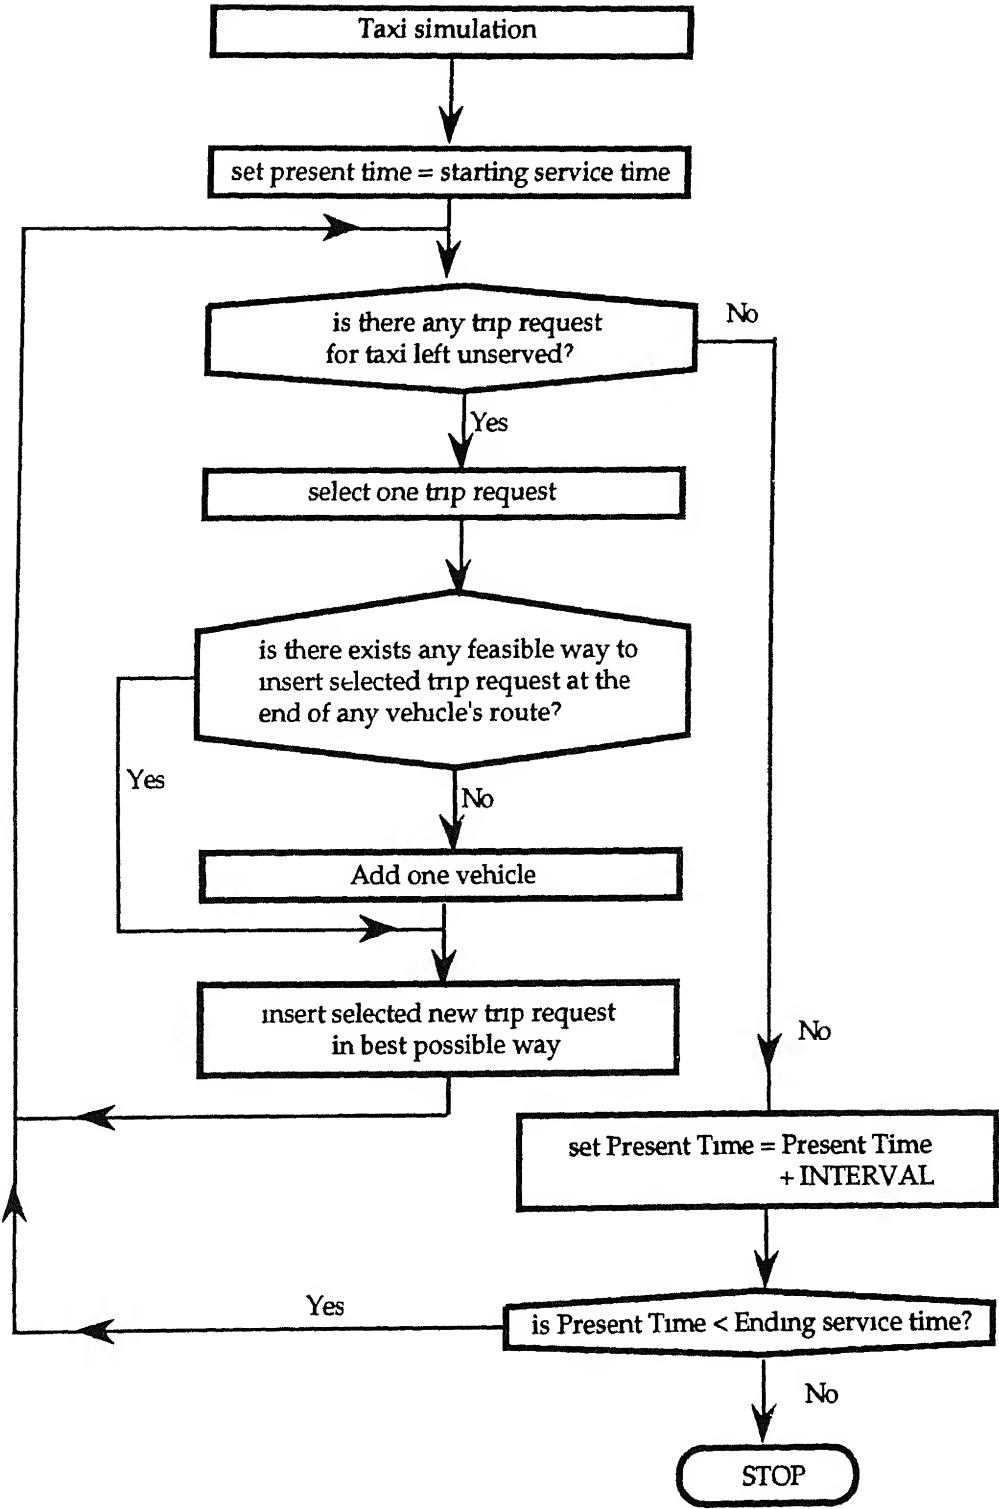 Taxi simulation
set present time = starting service time
is there any trip request
for taxi left unserved?
No
Yes
select one trip request
is there exists any feasible way to
insert selected trip request at the
end of any vehicle's route?
Yes
No
Add one vehicle
insert selected new trip request
in best possible way
No
set Present Time = Present Time
+ INTERVAL
Yes
is Present Time < Ending service time?
No
STOP